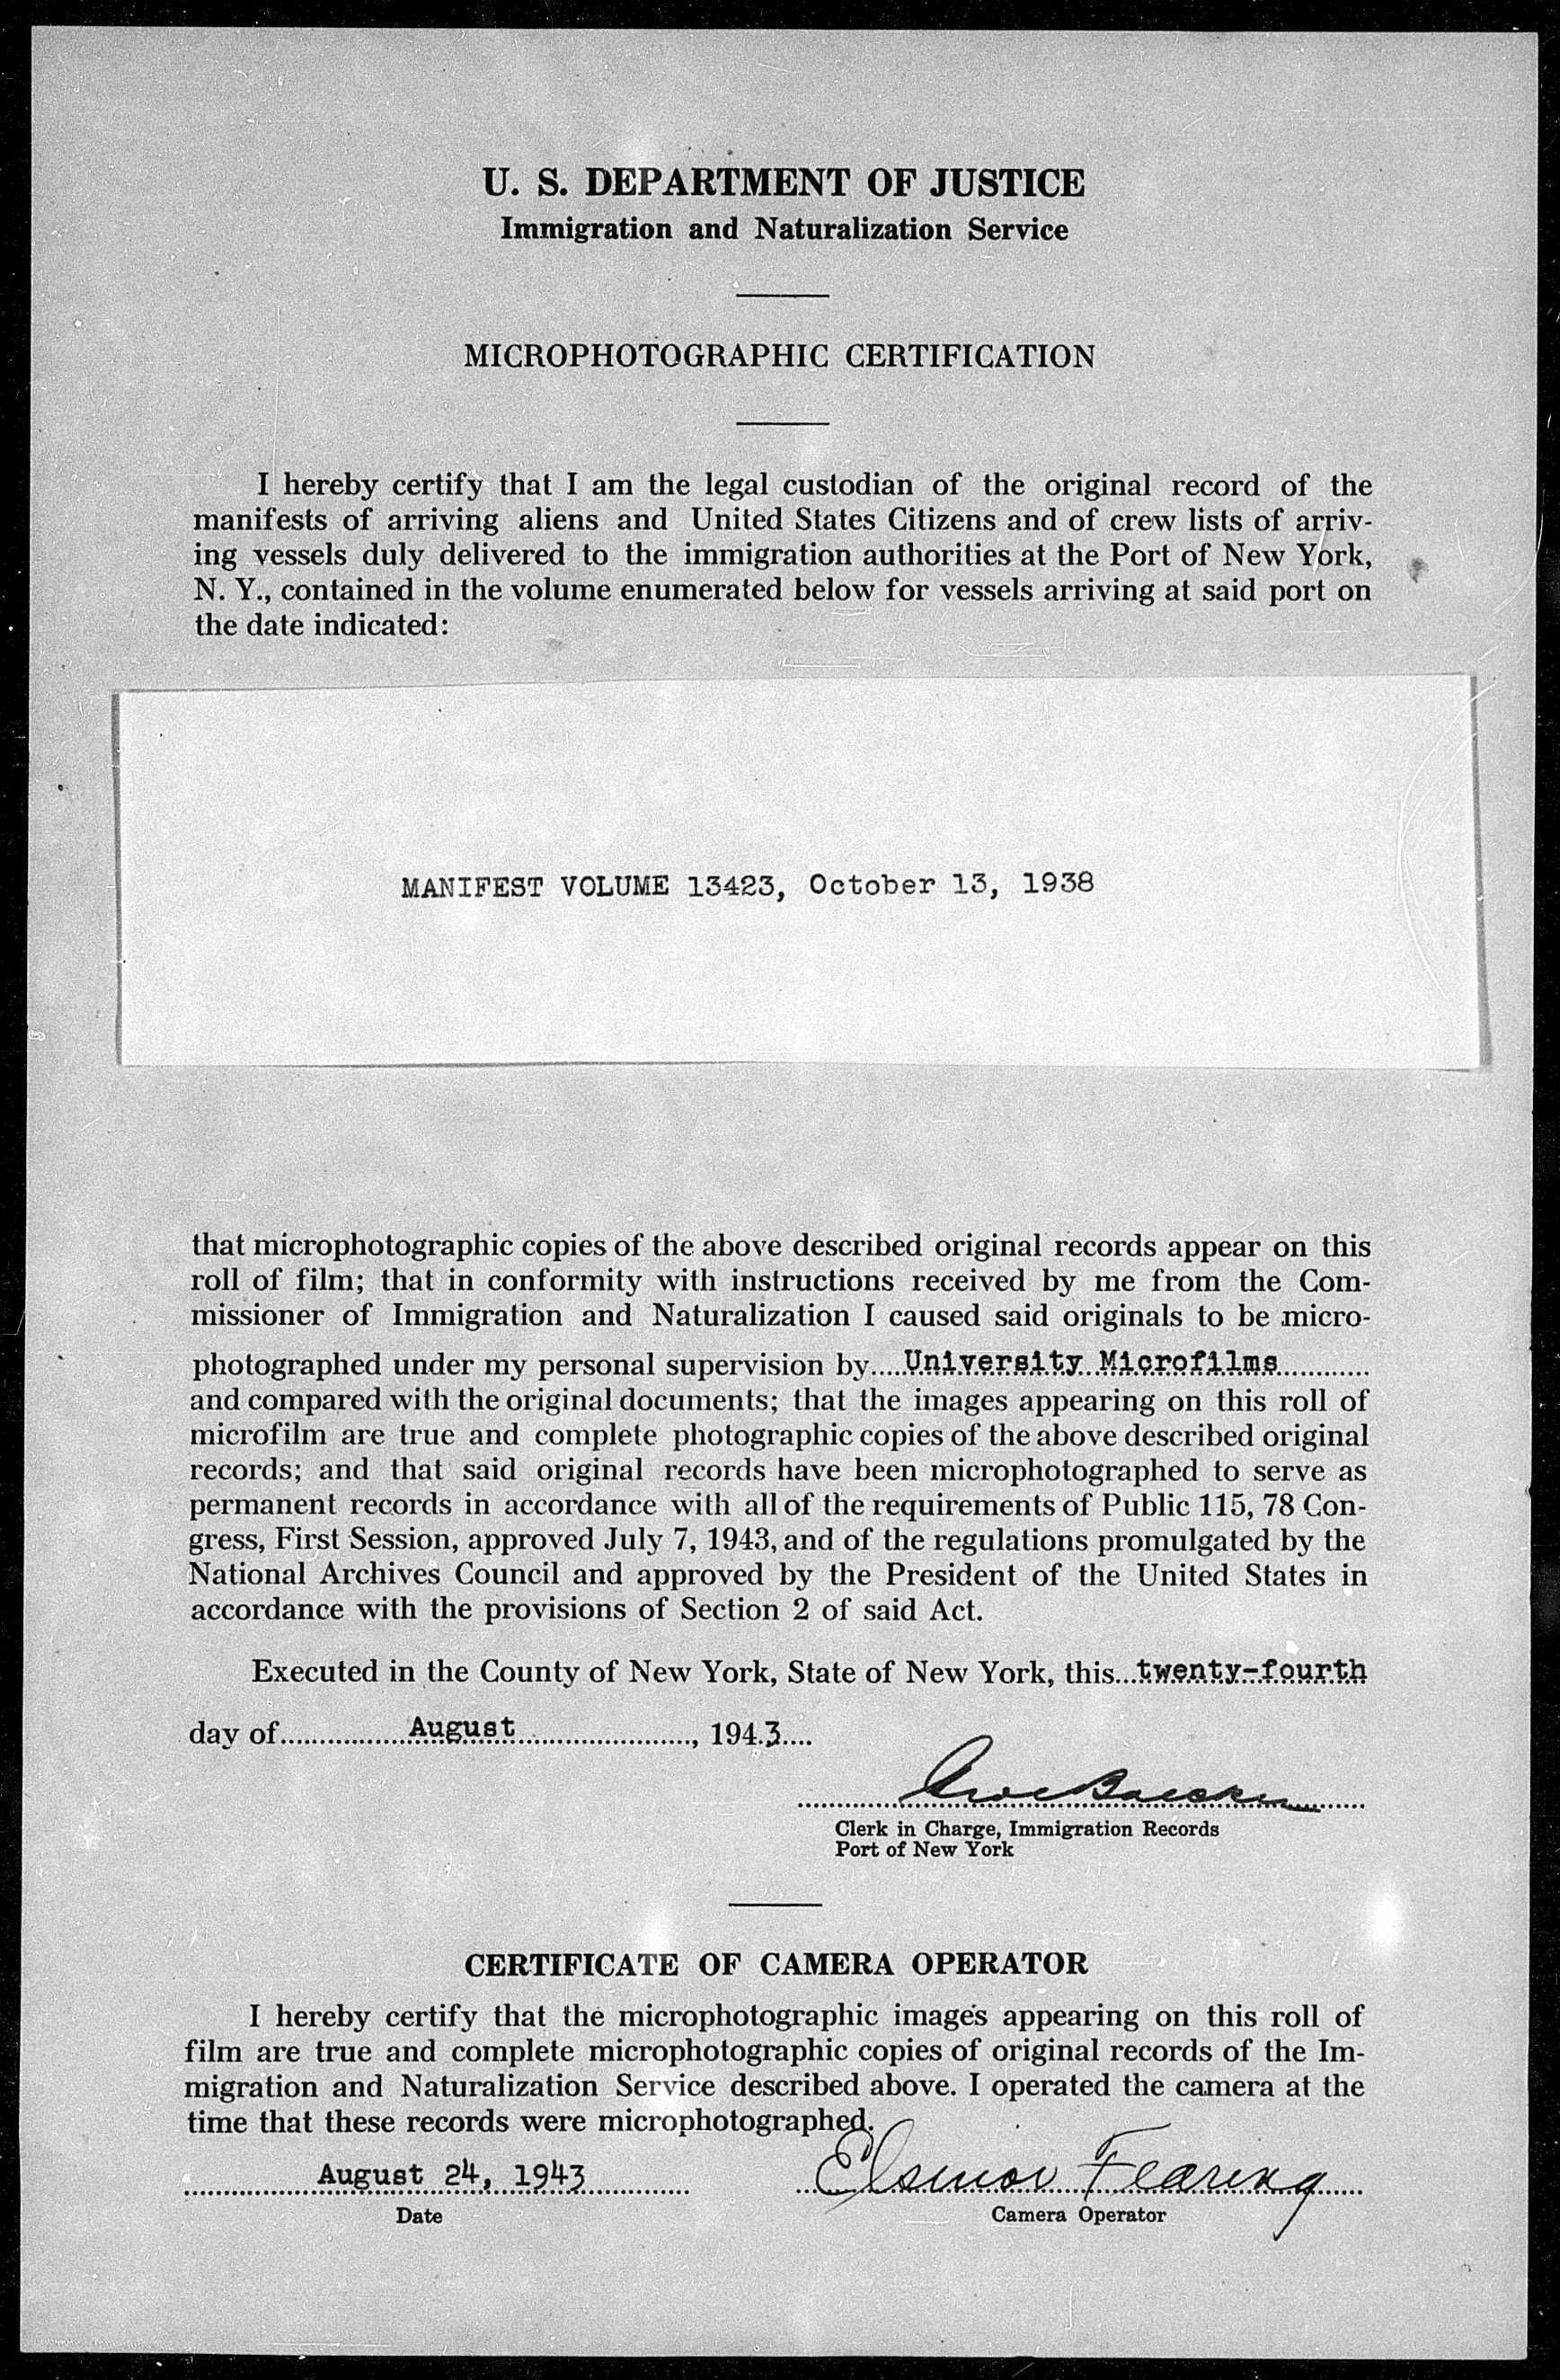 U. S. DEPARTMENT OF JUSTICE
Immigration and Naturalization Service
MICROPHOTOGRAPHIC CERTIFICATION
I hereby certify that I am the legal custodian of the original record of the
manifests of arriving aliens and United States Citizens and of crew lists of arriv-
ing vessels duly delivered to the immigration authorities at the Port of New York,
N. Y., contained in the volume enumerated below for vessels arriving at said port on
the date indicated:
MANIFEST VOLUME 13423, October 13, 1938
that microphotographic copies of the above described original records appear on this
roll of film; that in conformity with instructions received by me from the Com-
missioner of Immigration and Naturalization I caused said originals to be micro-
photographed under my personal supervision by....University Microfilms............
and compared with the original documents; that the images appearing on this roll of
microfilm are true and complete photographic copies of the above described original
records; and that said original records have been microphotographed to serve as
permanent records in accordance with all of the requirements of Public 115, 78 Con-
gress, First Session, approved July 7, 1943, and of the regulations promulgated by the
National Archives Council and approved by the President of the United States in
accordance with the provisions of Section 2 of said Act.
Executed in the County of New York, State of New York, this...twenty-fourth
day of................August........................, 194.3....
Clerk in Charge, Immigration Records
Port of New York
CERTIFICATE OF CAMERA OPERATOR
I hereby certify that the microphotographic images appearing on this roll of
film are true and complete microphotographic copies of original records of the Im-
migration and Naturalization Service described above. I operated the camera at the
time that these records were microphotographed.
August 24, 1943 Fearing
Date Camera Operator